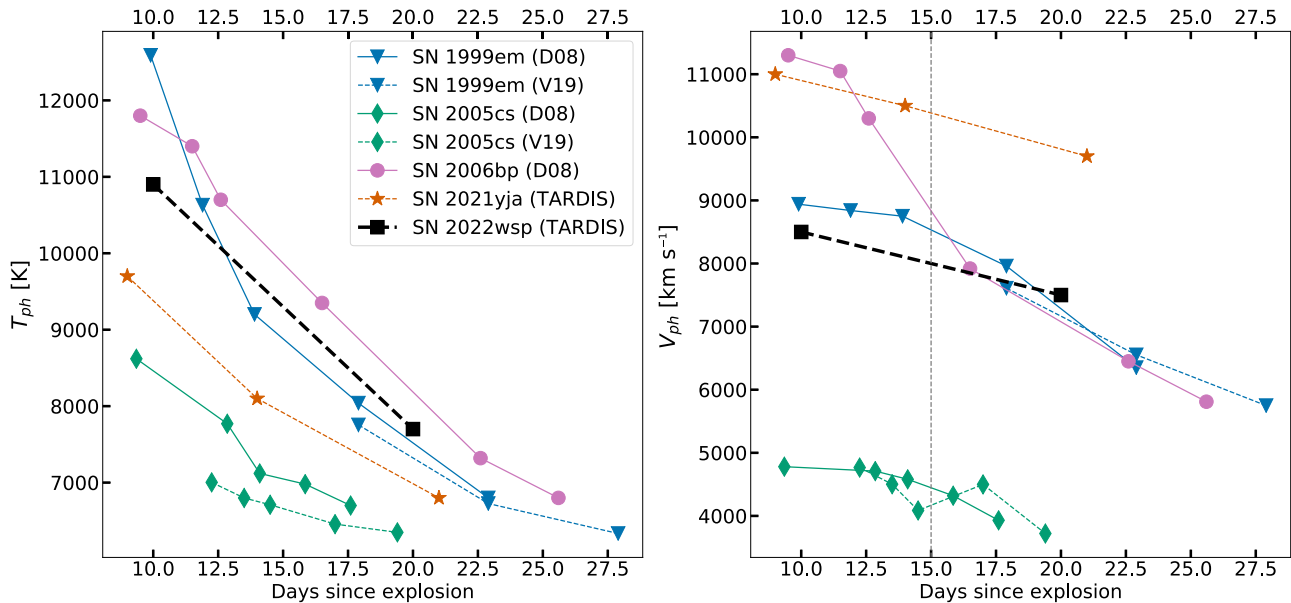 10.0 12.5 15.0 17.5 20.0 22.5 25.0 27.5
12000
11000
10000
9000
8000
7000
T_ph [K]
SN 1999em (D08)
SN 1999em (V19)
SN 2005cs (D08)
SN 2005cs (V19)
SN 2006bp (D08)
SN 2021yja (TARDIS)
SN 2022wsp (TARDIS)
10.0 12.5 15.0 17.5 20.0 22.5 25.0 27.5
Days since explosion
10.0 12.5 15.0 17.5 20.0 22.5 25.0 27.5
11000
10000
9000
8000
7000
6000
5000
4000
V_ph [km s⁻¹]
10.0 12.5 15.0 17.5 20.0 22.5 25.0 27.5
Days since explosion